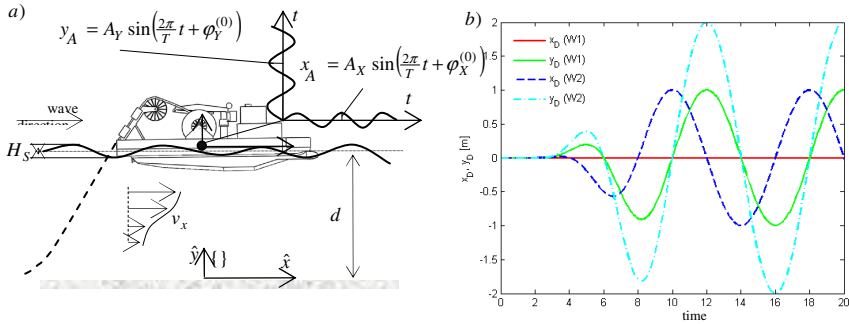 a)
y_A = A_Y sin(2π/T t + φ_Y^(0))
t
x_A = A_X sin(2π/T t + φ_X^(0))
t
wave
direction
H_S
d
v_x
ŷ { } x̂
b)
x_D (W1)
y_D (W1)
x_D (W2)
y_D (W2)
x_D, y_D [m]
2
1.5
1
0.5
0
-0.5
-1
-1.5
-2
0 2 4 6 8 10 12 14 16 18 20
time